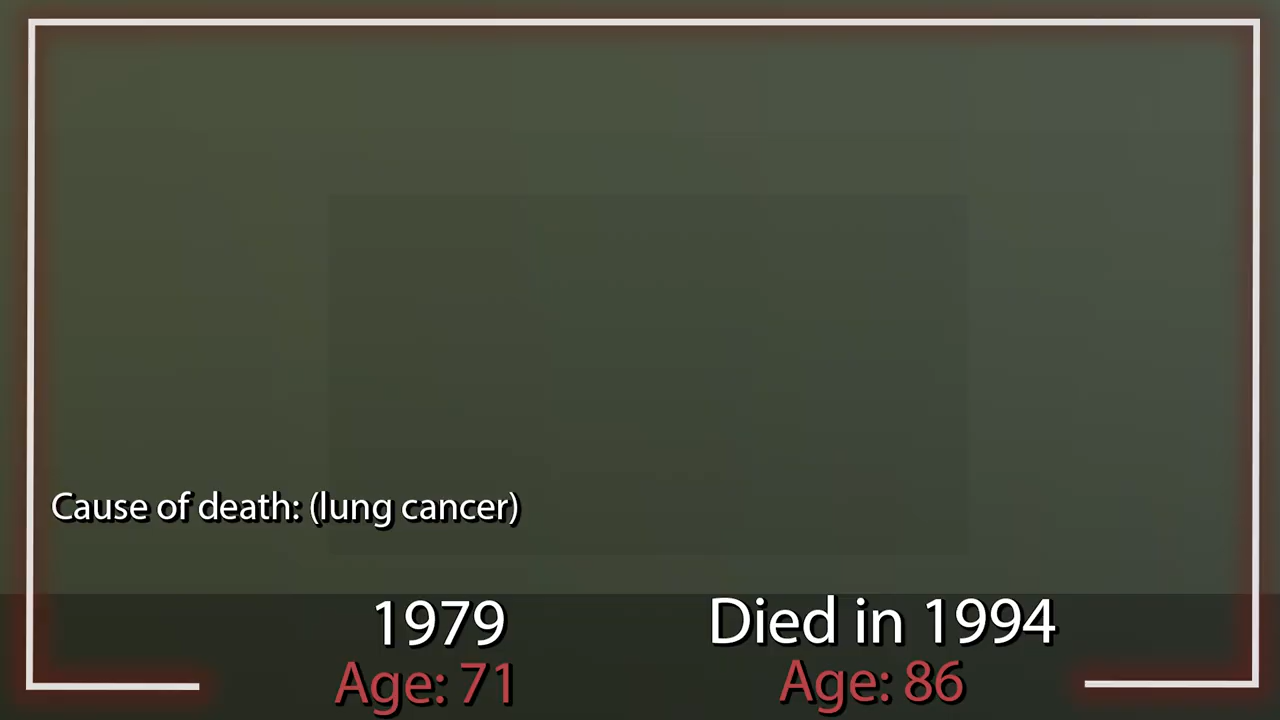 Cause of death: (lung cancer)
1979
Age: 71
Died in 1994
Age: 86